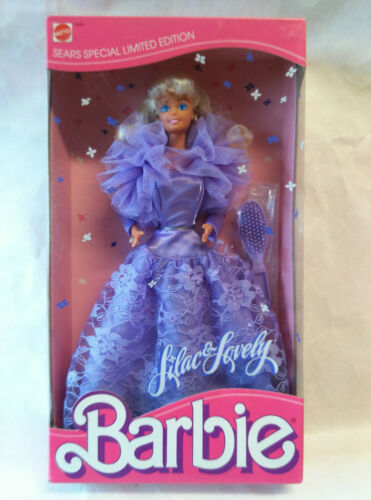 MATTEL
SEARS SPECIAL LIMITED EDITION
Lilac & Lovely
Barbie